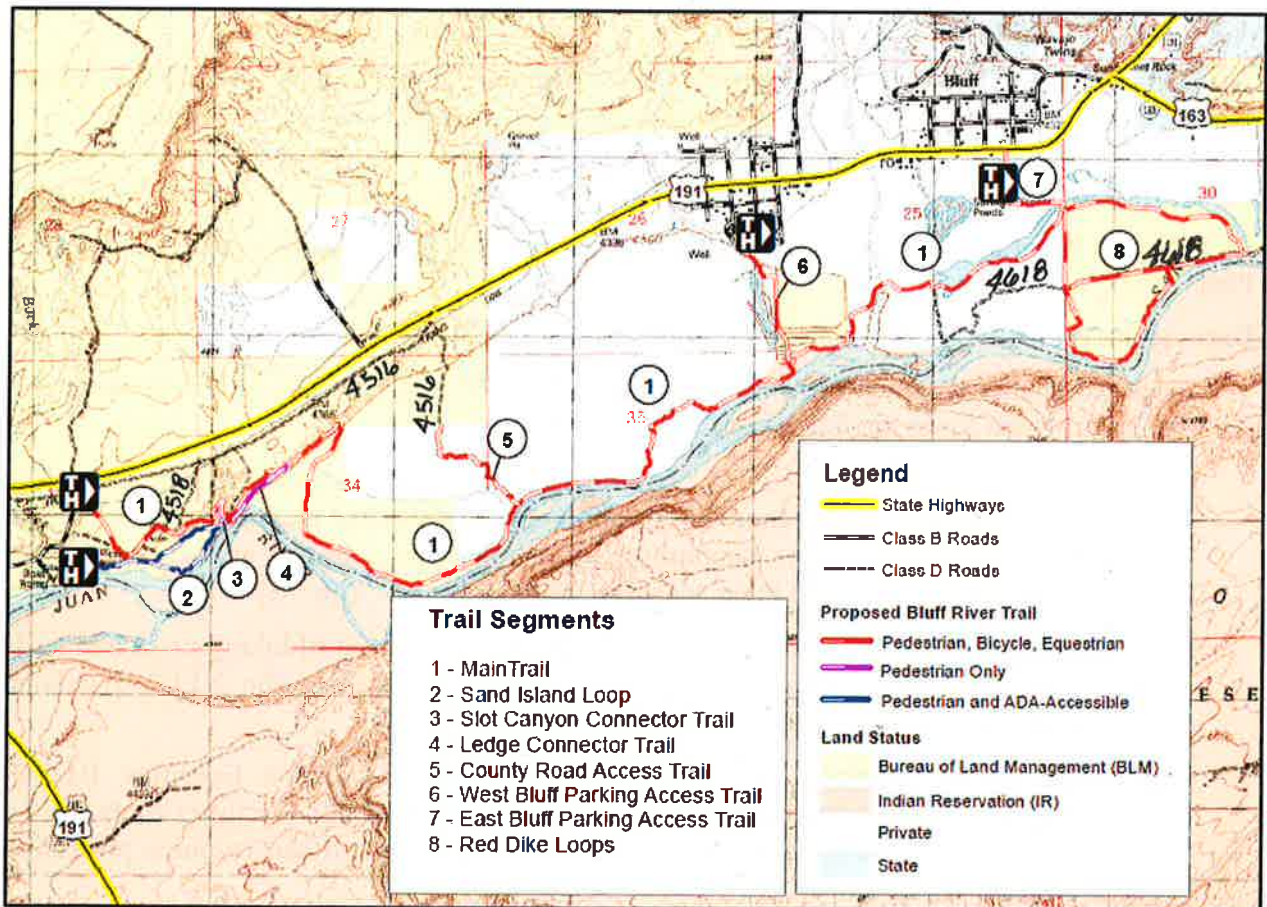 Navajo
Twins
Bluff
163
191
TH
7
28
27
26
25
30
Well
TH
6
1
8
4618
4618
4516
4516
1
5
34
TH
1
4518
1
TH
2
3
4
JUAN
191
O
E S E
Trail Segments
1 - MainTrail
2 - Sand Island Loop
3 - Slot Canyon Connector Trail
4 - Ledge Connector Trail
5 - County Road Access Trail
6 - West Bluff Parking Access Trail
7 - East Bluff Parking Access Trail
8 - Red Dike Loops
Legend
State Highways
Class B Roads
Class D Roads
Proposed Bluff River Trail
Pedestrian, Bicycle, Equestrian
Pedestrian Only
Pedestrian and ADA-Accessible
Land Status
Bureau of Land Management (BLM)
Indian Reservation (IR)
Private
State